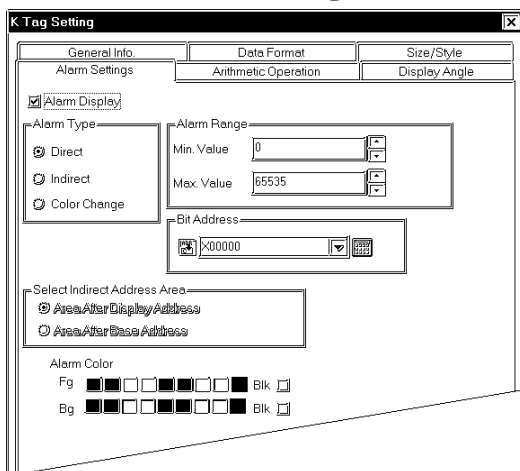 K Tag Setting
General Info. Data Format Size/Style
Alarm Settings Arithmetic Operation Display Angle
Alarm Display
Alarm Type
Direct
Indirect
Color Change
Alarm Range
Min. Value 0
Max. Value 65535
Bit Address
X00000
Select Indirect Address Area
Area After Display Address
Area After Base Address
Alarm Color
Fg Blk
Bg Blk